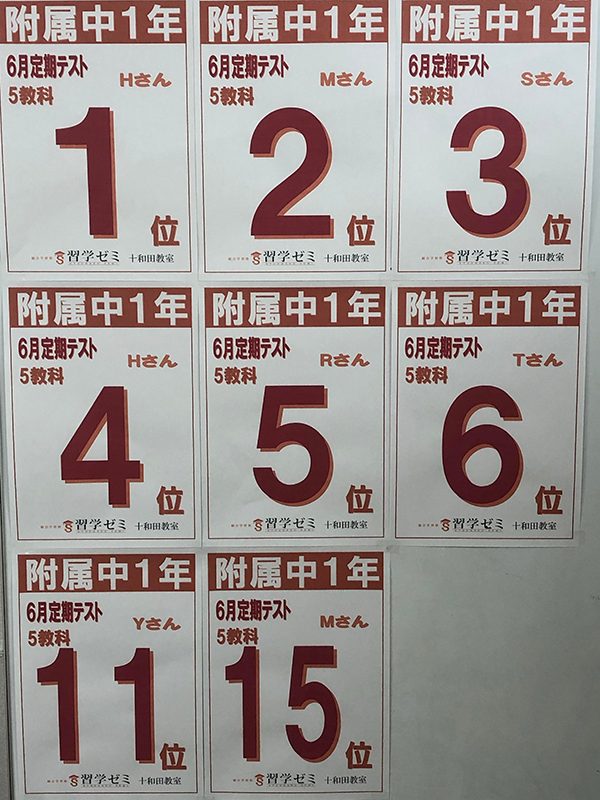 附属中1年
6月定期テスト
Hさん
5教科
1位
習学ゼミ 十和田教室
附属中1年
6月定期テスト
Mさん
5教科
2位
習学ゼミ 十和田教室
附属中1年
6月定期テスト
Sさん
5教科
3位
習学ゼミ 十和田教室
附属中1年
6月定期テスト
Hさん
5教科
4位
習学ゼミ 十和田教室
附属中1年
6月定期テスト
Rさん
5教科
5位
習学ゼミ 十和田教室
附属中1年
6月定期テスト
Tさん
5教科
6位
習学ゼミ 十和田教室
附属中1年
6月定期テスト
Yさん
5教科
11位
習学ゼミ 十和田教室
附属中1年
6月定期テスト
Mさん
5教科
15位
習学ゼミ 十和田教室